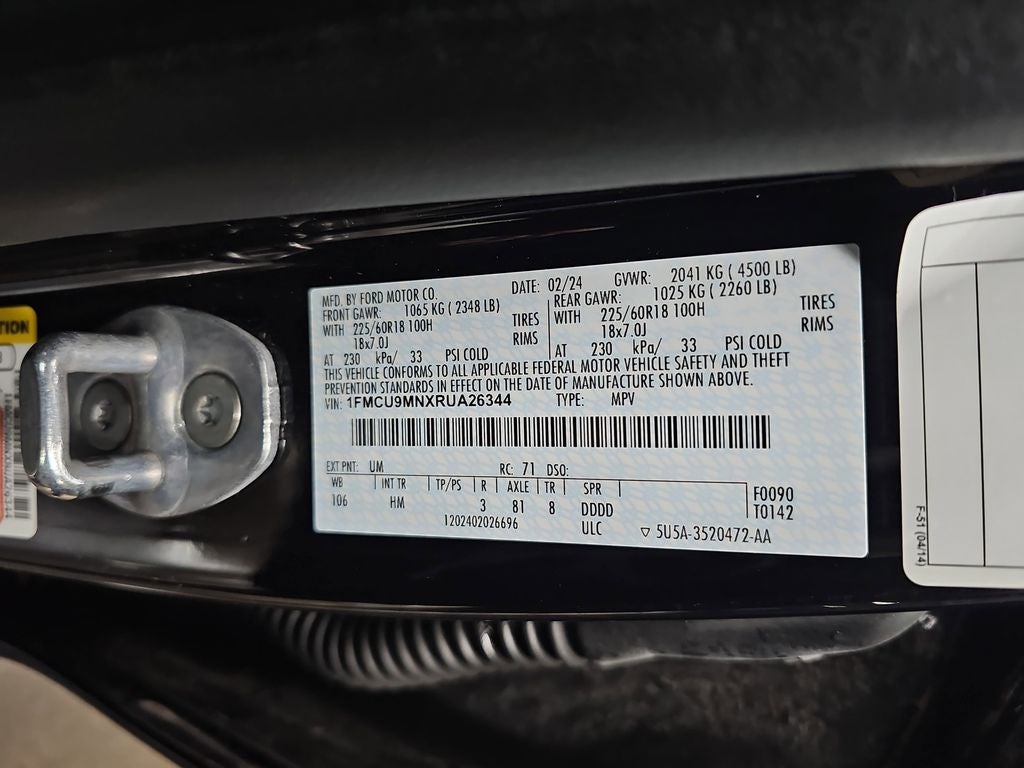 TION
MFD. BY FORD MOTOR CO. DATE: 02/24 GVWR: 2041 KG ( 4500 LB)
FRONT GAWR: 1065 KG ( 2348 LB) REAR GAWR: 1025 KG ( 2260 LB)
WITH 225/60R18 100H TIRES WITH 225/60R18 100H TIRES
18x7.0J RIMS 18x7.0J RIMS
AT 230 kPa/ 33 PSI COLD AT 230 kPa/ 33 PSI COLD
THIS VEHICLE CONFORMS TO ALL APPLICABLE FEDERAL MOTOR VEHICLE SAFETY AND THEFT
PREVENTION STANDARDS IN EFFECT ON THE DATE OF MANUFACTURE SHOWN ABOVE.
VIN: 1FMCU9MNXRUA26344 TYPE: MPV
EXT PNT: UM RC: 71 DSO:
WB INT TR TP/PS R AXLE TR SPR F0090
106 HM 3 81 8 DDDD T0142
1202402026696 ULC ▽ 5U5A-3520472-AA
F-51 (04/14)